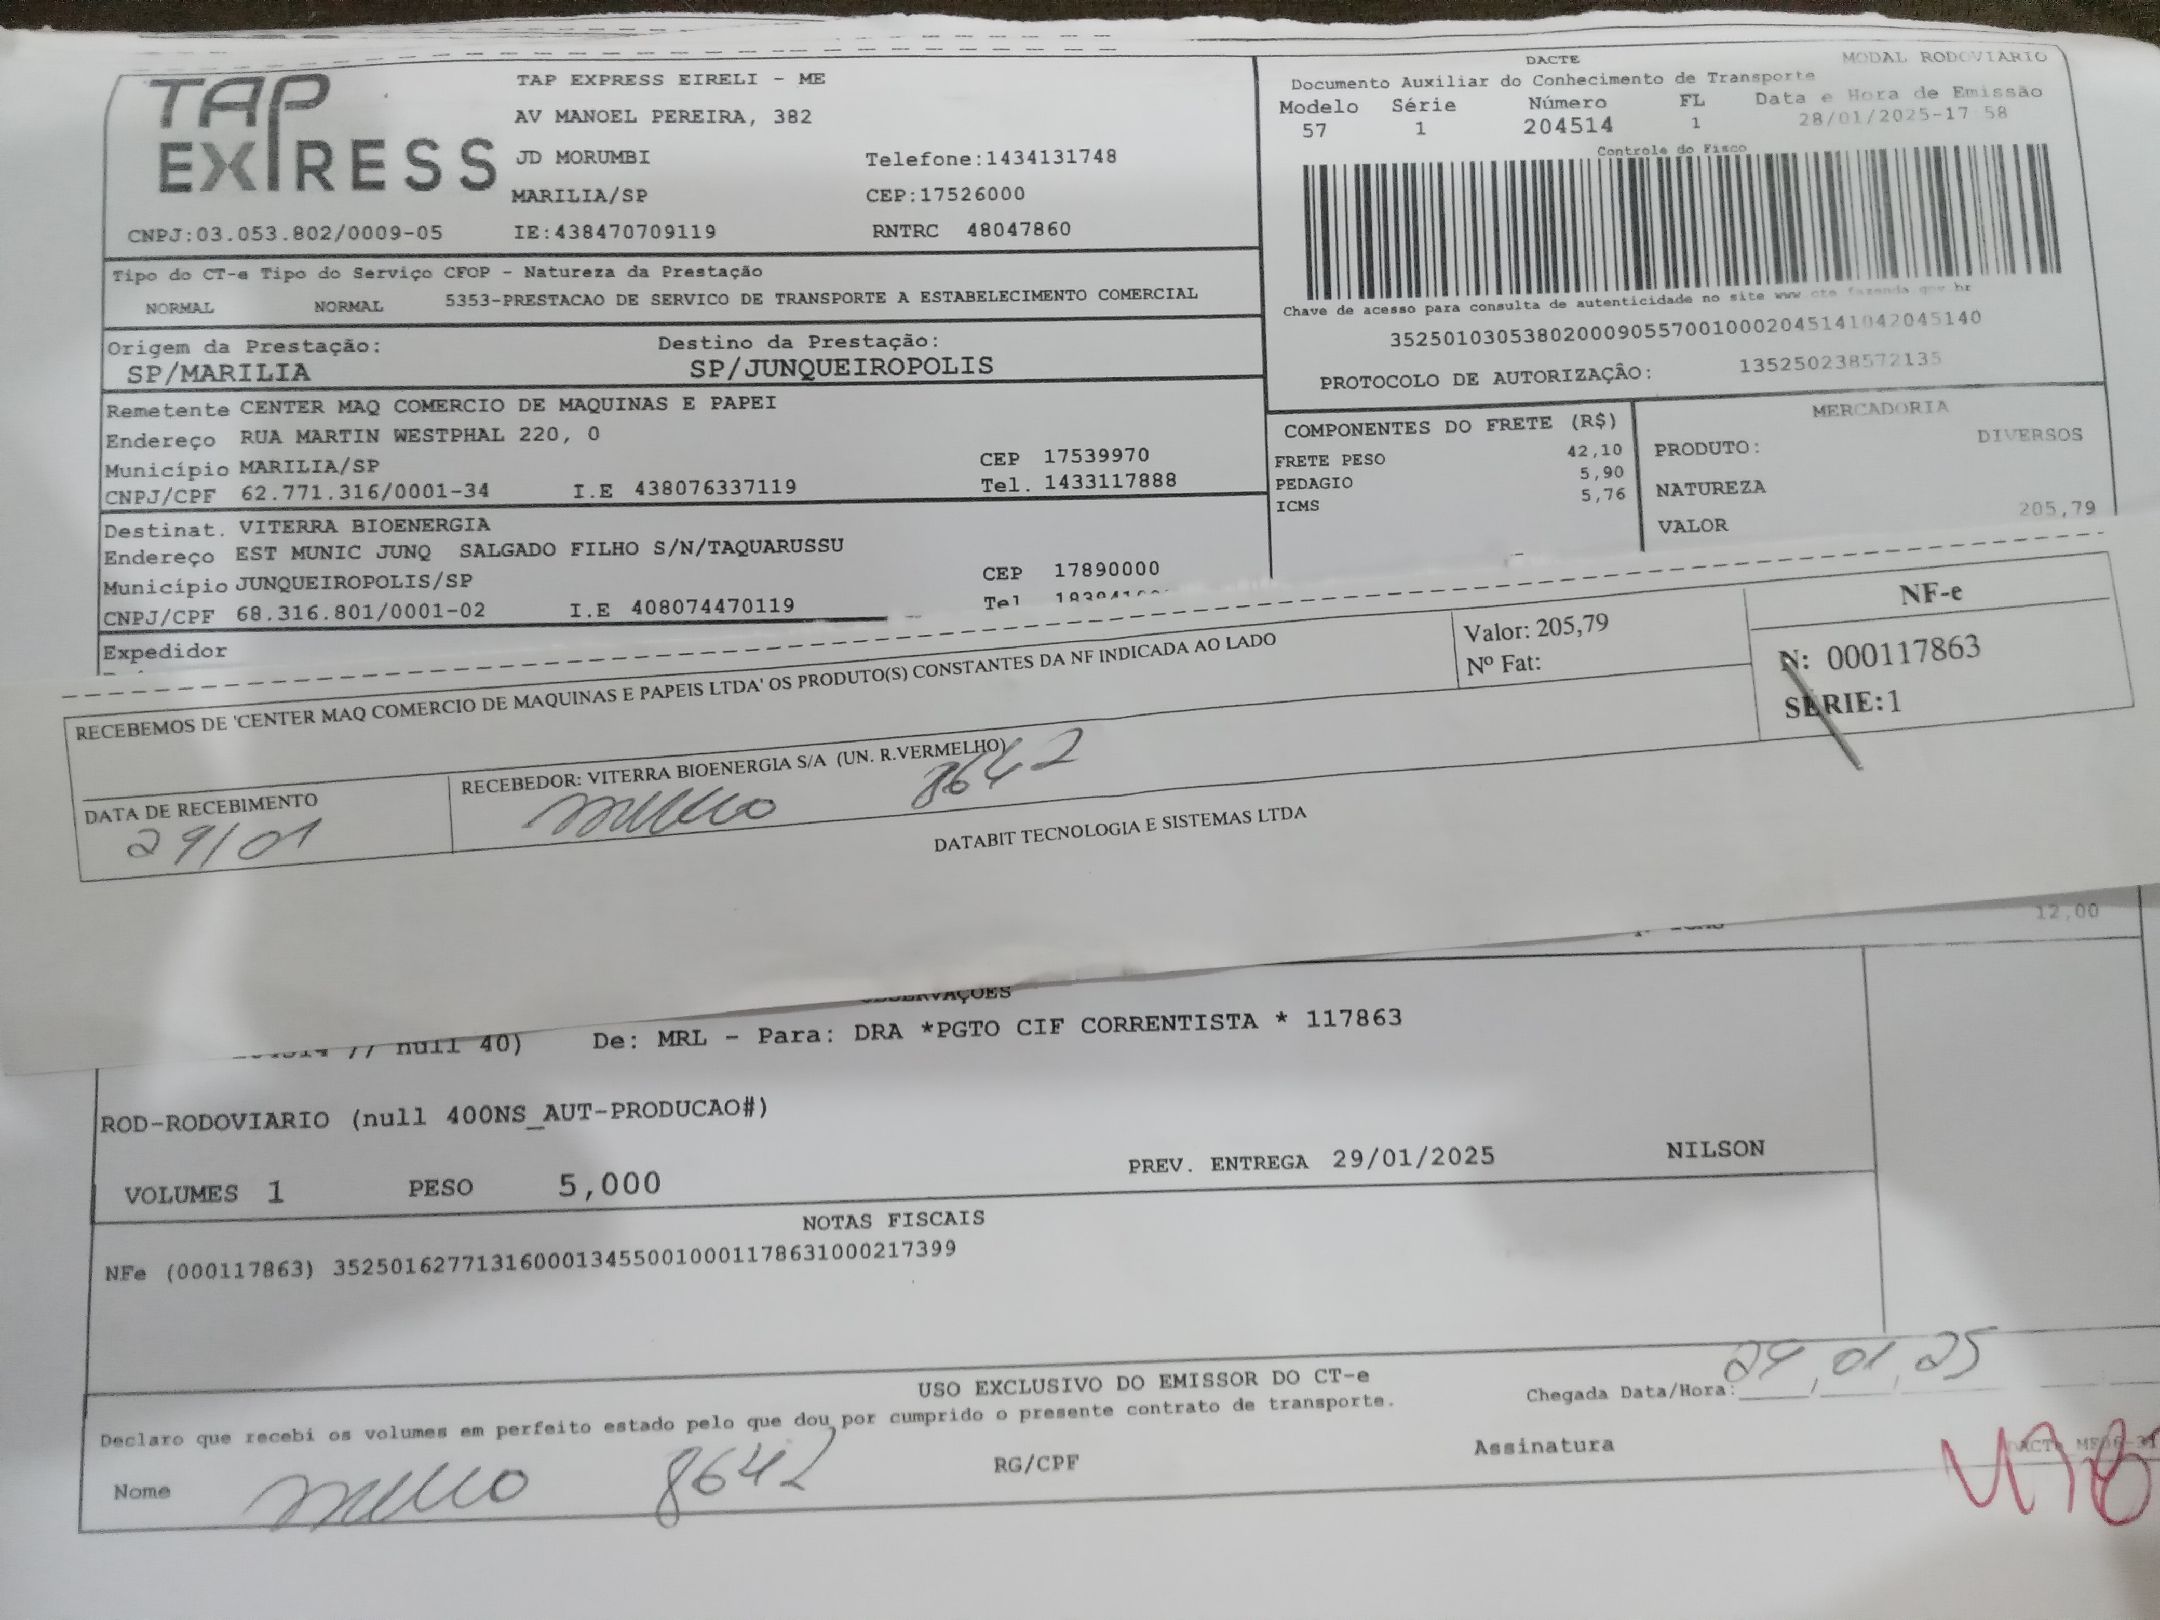 TAP EXPRESS
TAP EXPRESS EIRELI - ME
AV MANOEL PEREIRA, 382
JD MORUMBI Telefone:1434131748
MARILIA/SP CEP:17526000
CNPJ:03.053.802/0009-05 IE:438470709119 RNTRC 48047860
DACTE MODAL RODOVIARIO
Documento Auxiliar do Conhecimento de Transporte
Modelo Série Número FL Data e Hora de Emissão
57 1 204514 1 28/01/2025-17 58
Controle do Fisco
Chave de acesso para consulta de autenticidade no site www cte fazenda gov br
35250103053802000905570010002045141042045140
PROTOCOLO DE AUTORIZAÇÃO: 135250238572135
Tipo do CT-e Tipo do Serviço CFOP - Natureza da Prestação
NORMAL NORMAL 5353-PRESTACAO DE SERVICO DE TRANSPORTE A ESTABELECIMENTO COMERCIAL
Origem da Prestação: Destino da Prestação:
SP/MARILIA SP/JUNQUEIROPOLIS
Remetente CENTER MAQ COMERCIO DE MAQUINAS E PAPEI
Endereço RUA MARTIN WESTPHAL 220, 0
Município MARILIA/SP CEP 17539970
CNPJ/CPF 62.771.316/0001-34 I.E 438076337119 Tel. 1433117888
Destinat. VITERRA BIOENERGIA
Endereço EST MUNIC JUNQ SALGADO FILHO S/N/TAQUARUSSU
Município JUNQUEIROPOLIS/SP CEP 17890000
CNPJ/CPF 68.316.801/0001-02 I.E 408074470119 Tel
Expedidor
COMPONENTES DO FRETE (R$)
FRETE PESO 42,10
PEDAGIO 5,90
ICMS 5,76
MERCADORIA
PRODUTO: DIVERSOS
NATUREZA
VALOR 205,79
RECEBEMOS DE 'CENTER MAQ COMERCIO DE MAQUINAS E PAPEIS LTDA' OS PRODUTO(S) CONSTANTES DA NF INDICADA AO LADO
Valor: 205,79
Nº Fat:
NF-e
N: 000117863
SÉRIE:1
DATA DE RECEBIMENTO
29/01
RECEBEDOR: VITERRA BIOENERGIA S/A (UN. R.VERMELHO)
8642
DATABIT TECNOLOGIA E SISTEMAS LTDA
12,00
OBSERVAÇÕES
// null 40) De: MRL - Para: DRA *PGTO CIF CORRENTISTA * 117863
ROD-RODOVIARIO (null 400NS_AUT-PRODUCAO#)
VOLUMES 1 PESO 5,000 PREV. ENTREGA 29/01/2025 NILSON
NOTAS FISCAIS
NFe (000117863) 35250162771316000134550010001178631000217399
USO EXCLUSIVO DO EMISSOR DO CT-e
Declaro que recebi os volumes em perfeito estado pelo que dou por cumprido o presente contrato de transporte.
Chegada Data/Hora: 29/01 25
Nome 8642 RG/CPF Assinatura